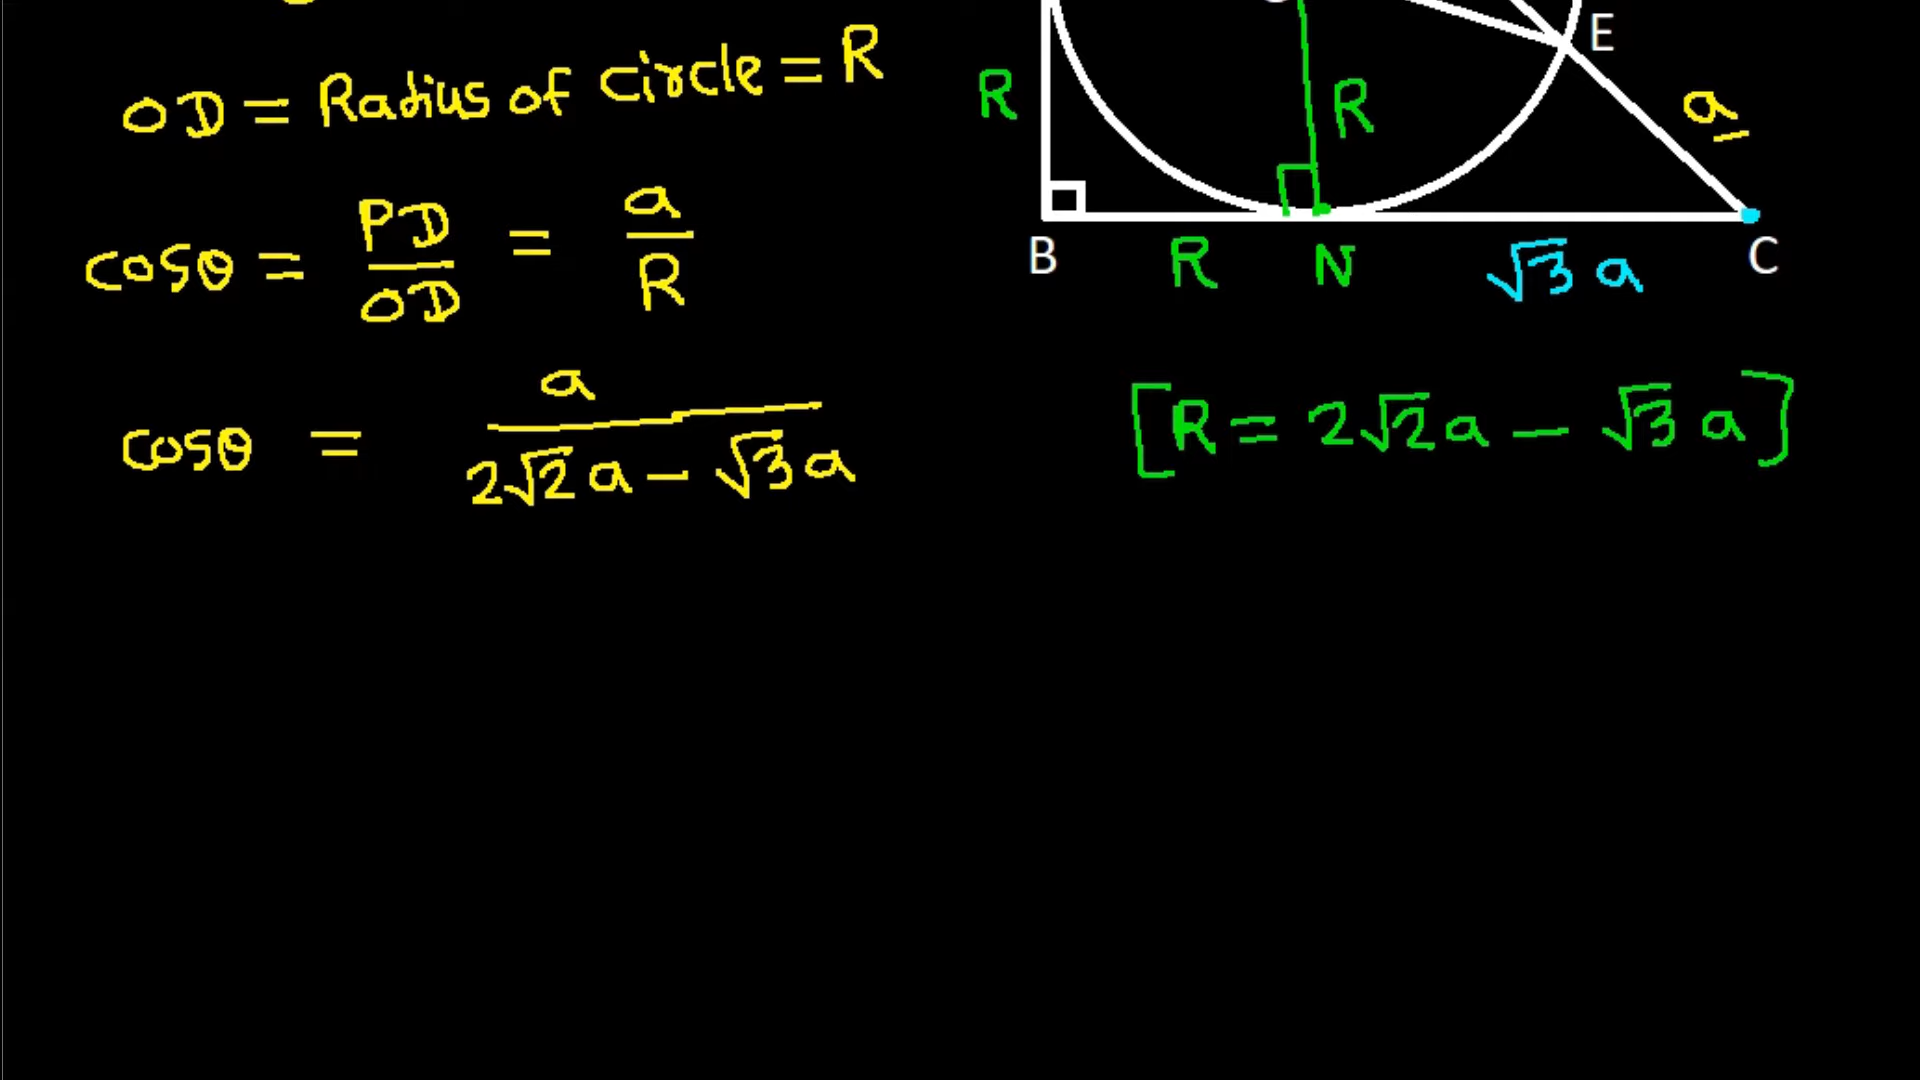 OD = Radius of circle = R
cosθ = PD/OD = a/R
cosθ = a/(2√2a - √3a)
E
R
R
a
B
R
N
√3 a
C
[R = 2√2a - √3 a]